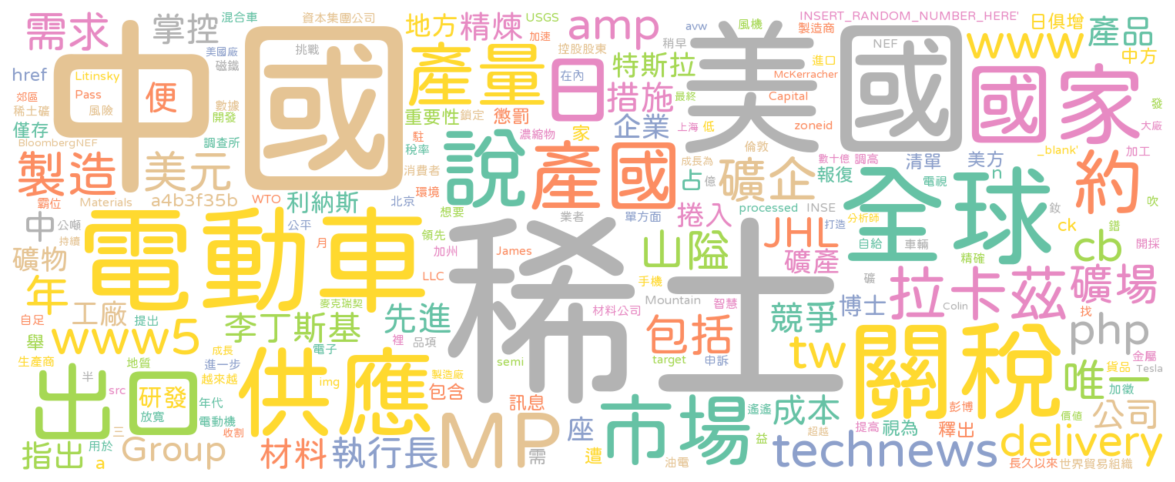 需求
掌控
混合車
資本集團公司
USGS
地方
精煉
加速
amp
風機
INSERT_RANDOM_NUMBER_HERE'
製造商
日俱增
產品
www
中方
美國廠
磁鐵
挑戰
控股股東
avw
稍早
NEF
href
Litinsky
Pass
便
產量
在內
日
特斯拉
進口
McKerracher
措施
最終
Capital
zoneid
國家
發
大廠
郊區
稀土礦
風險
數據
開發
中國
或
重要性
鎖定
懲罰
企業
美國
僅存
BloombergNEF
調查所
駐
稅率
濃縮物
家
上海
低
倫敦
_blank'
加工
製造
美元
消費者
說
產國
成長為
數十億
調高
清單
美方
n
約
礦企
占
億
報復
電視
全球
霸位
Materials
a4b3f35b
WTO
利納斯
環境
北京
想要
業者
單方面
捲入
processed
INSE
分析師
打造
釹
吹
中
公噸
持續
公平
月
領先
加州
James
山隘
JHL
自給
車輛
ck
cb
錯
開採
礦物
電動車
稀土
手機
礦產
精確
年
工廠
LLC
Mountain
智慧
礦
拉卡茲
礦場
麥克瑞契
材料公司
博士
Colin
找
自足
提出
李丁斯基
先進
裡
品項
包括
競爭
php
舉
www5
地質
進一步
電子
semi
target
申訴
tw
關稅
金屬
Tesla
生產商
成長
越來越
供應
img
製造廠
唯一
貨品
加徵
出口
半
src
研發
年代
包含
訊息
市場
遙遙
成本
彭博
價值
公司
放寬
電動機
MP
座
超越
提高
視為
釋出
指出
用於
三
a
Group
收割
材料
執行長
需
遭
油電
益
technews
delivery
長久以來
世界貿易組織